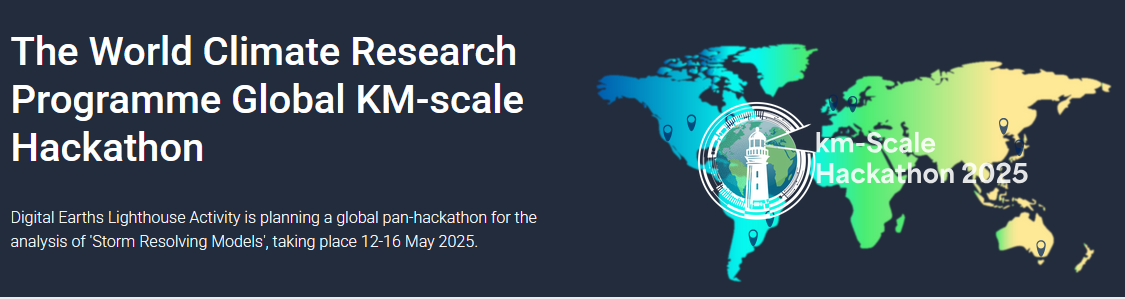 The World Climate Research
Programme Global KM-scale
Hackathon
Digital Earths Lighthouse Activity is planning a global pan-hackathon for the
analysis of 'Storm Resolving Models', taking place 12-16 May 2025.
km-Scale
Hackathon 2025